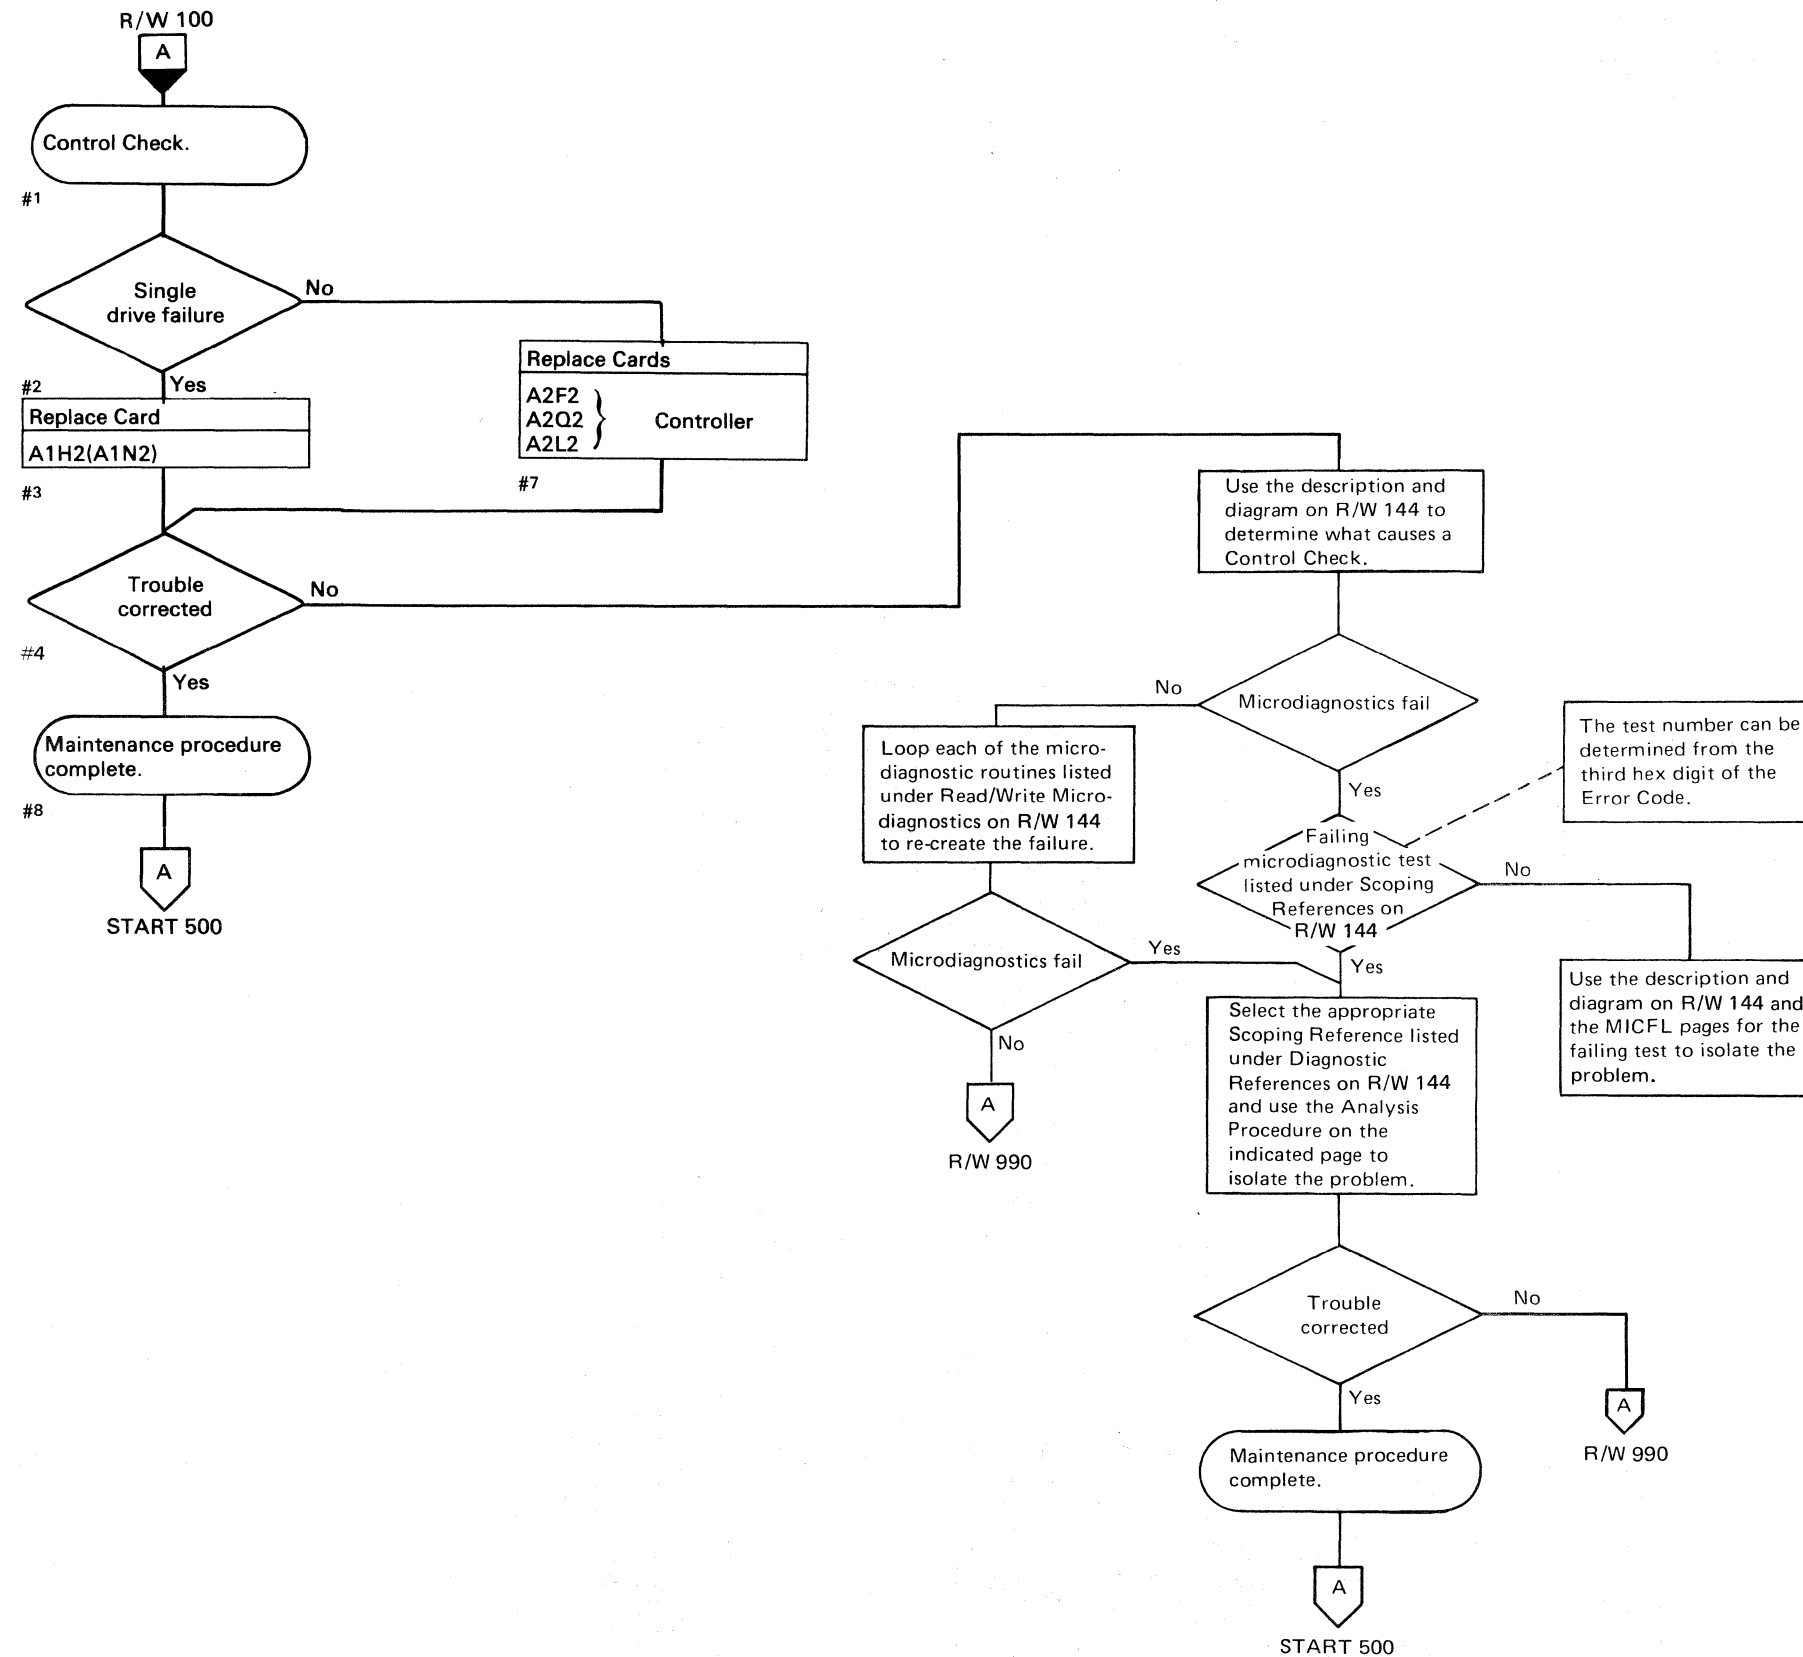 R/W 100
A
Control Check.
#1
Single
drive failure
No
Yes
#2
Replace Card
A1H2(A1N2)
#3
Replace Cards
A2F2
A2Q2
A2L2
Controller
#7
Trouble
corrected
No
#4
Yes
Maintenance procedure
complete.
#8
A
START 500
Use the description and
diagram on R/W 144 to
determine what causes a
Control Check.
Microdiagnostics fail
No
Yes
Loop each of the micro-
diagnostic routines listed
under Read/Write Micro-
diagnostics on R/W 144
to re-create the failure.
Microdiagnostics fail
Yes
No
A
R/W 990
The test number can be
determined from the
third hex digit of the
Error Code.
Failing
microdiagnostic test
listed under Scoping
References on
R/W 144
No
Yes
Use the description and
diagram on R/W 144 and
the MICFL pages for the
failing test to isolate the
problem.
Select the appropriate
Scoping Reference listed
under Diagnostic
References on R/W 144
and use the Analysis
Procedure on the
indicated page to
isolate the problem.
Trouble
corrected
No
Yes
A
R/W 990
Maintenance procedure
complete.
A
START 500